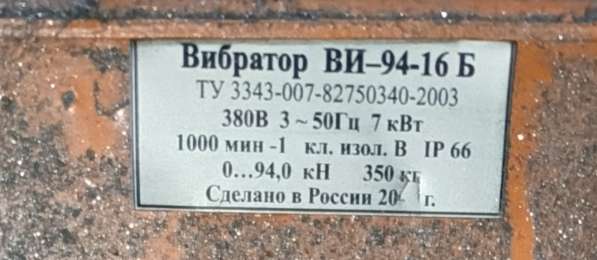 Вибратор ВИ–94-16 Б
ТУ 3343-007-82750340-2003
380В 3 ~ 50Гц 7 кВт
1000 мин -1 кл. изол. В IP 66
0...94,0 кН 350 кг
Сделано в России г.